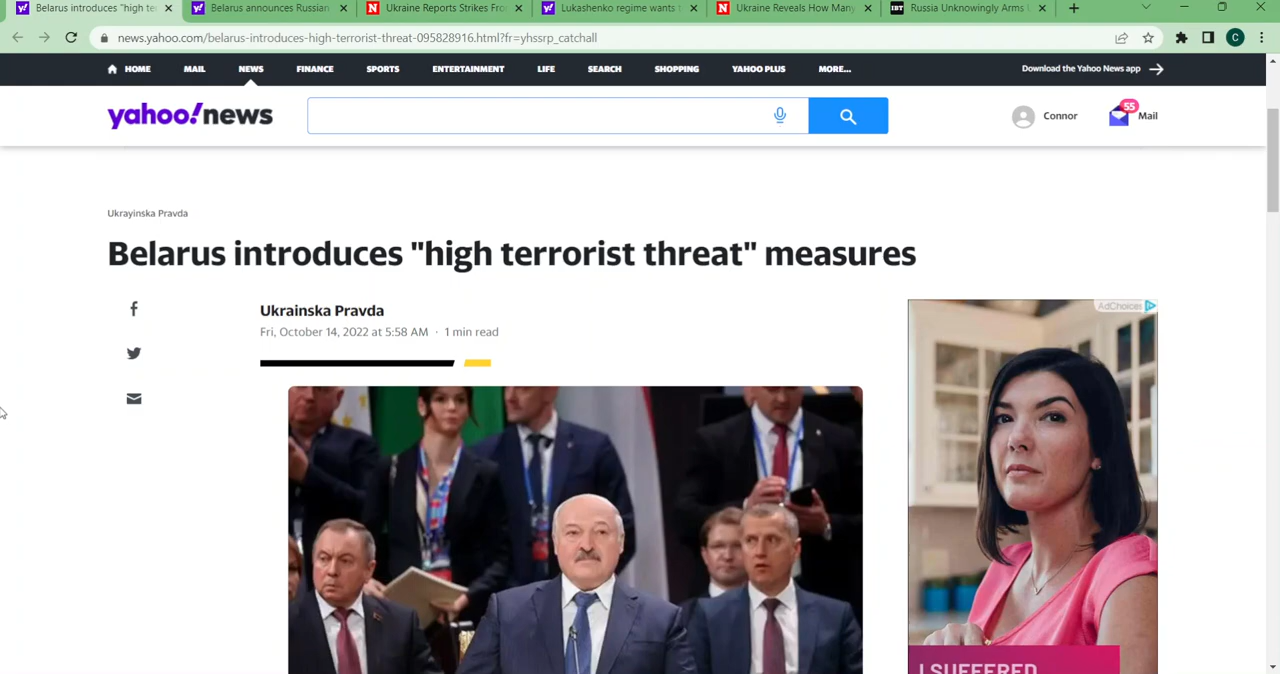 Belarus introduces "high te
Belarus announces Russian
Ukraine Reports Strikes Fro
Lukashenko regime wants t
Ukraine Reveals How Many
IBT Russia Unknowingly Arms
news.yahoo.com/belarus-introduces-high-terrorist-threat-095828916.html?fr=yhssrp_catchall
C
HOME MAIL NEWS FINANCE SPORTS ENTERTAINMENT LIFE SEARCH SHOPPING YAHOO PLUS MORE... Download the Yahoo News app
yahoo!news
Connor
55
Mail
Ukrayinska Pravda
Belarus introduces "high terrorist threat" measures
Ukrainska Pravda
Fri, October 14, 2022 at 5:58 AM · 1 min read
AdChoices
I SUFFERED